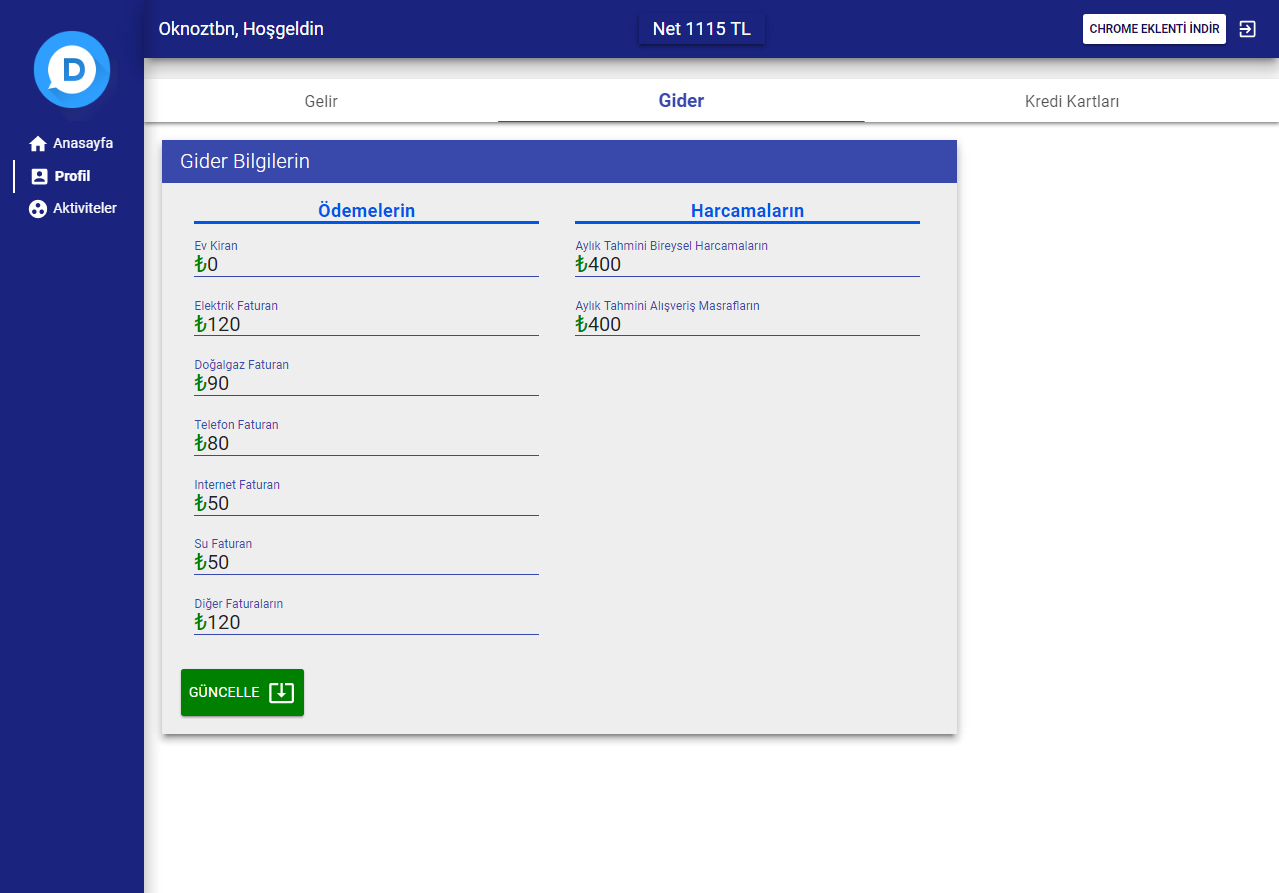 Oknoztbn, Hoşgeldin
Net 1115 TL
CHROME EKLENTİ İNDİR
D
Anasayfa
Profil
Aktiviteler
Gelir
Gider
Kredi Kartları
Gider Bilgilerin
Ödemelerin
Ev Kiran
₺0
Elektrik Faturan
₺120
Doğalgaz Faturan
₺90
Telefon Faturan
₺80
Internet Faturan
₺50
Su Faturan
₺50
Diğer Faturaların
₺120
Harcamaların
Aylık Tahmini Bireysel Harcamaların
₺400
Aylık Tahmini Alışveriş Masrafların
₺400
GÜNCELLE